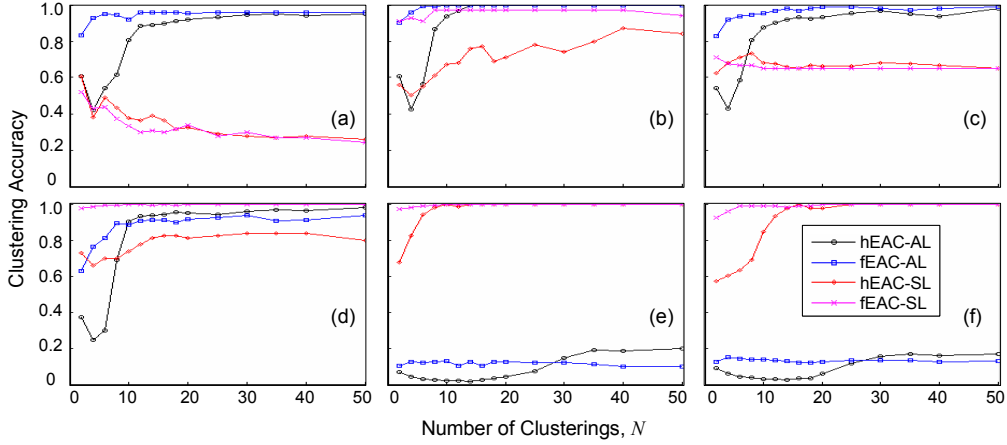 1.0
0.8
0.6
0.4
0.2
0
(a)
(b)
(c)
1.0
0.8
0.6
0.4
0.2
0
(d)
(e)
(f)
hEAC-AL
fEAC-AL
hEAC-SL
fEAC-SL
0 10 20 30 40 50
0 10 20 30 40 50
0 10 20 30 40 50
Clustering Accuracy
Number of Clusterings, N